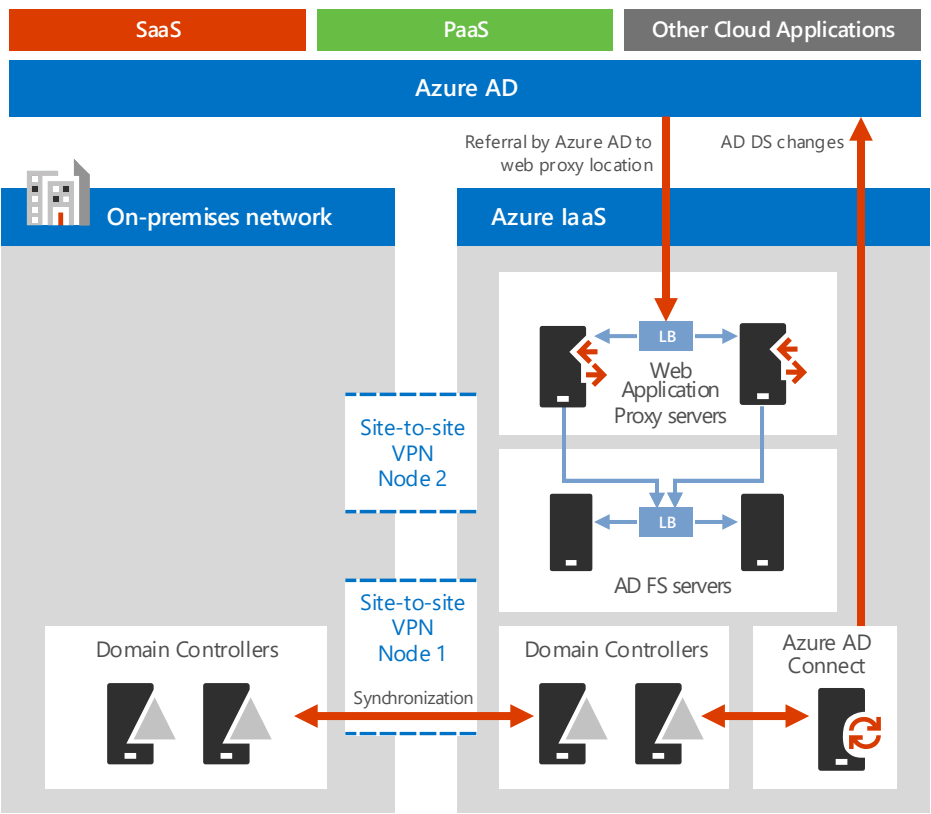 SaaS
PaaS
Other Cloud Applications
Azure AD
Referral by Azure AD to
web proxy location
AD DS changes
On-premises network
Azure IaaS
LB
Web
Application
Proxy servers
Site-to-site
VPN
Node 2
LB
AD FS servers
Site-to-site
VPN
Node 1
Domain Controllers
Synchronization
Domain Controllers
Azure AD
Connect